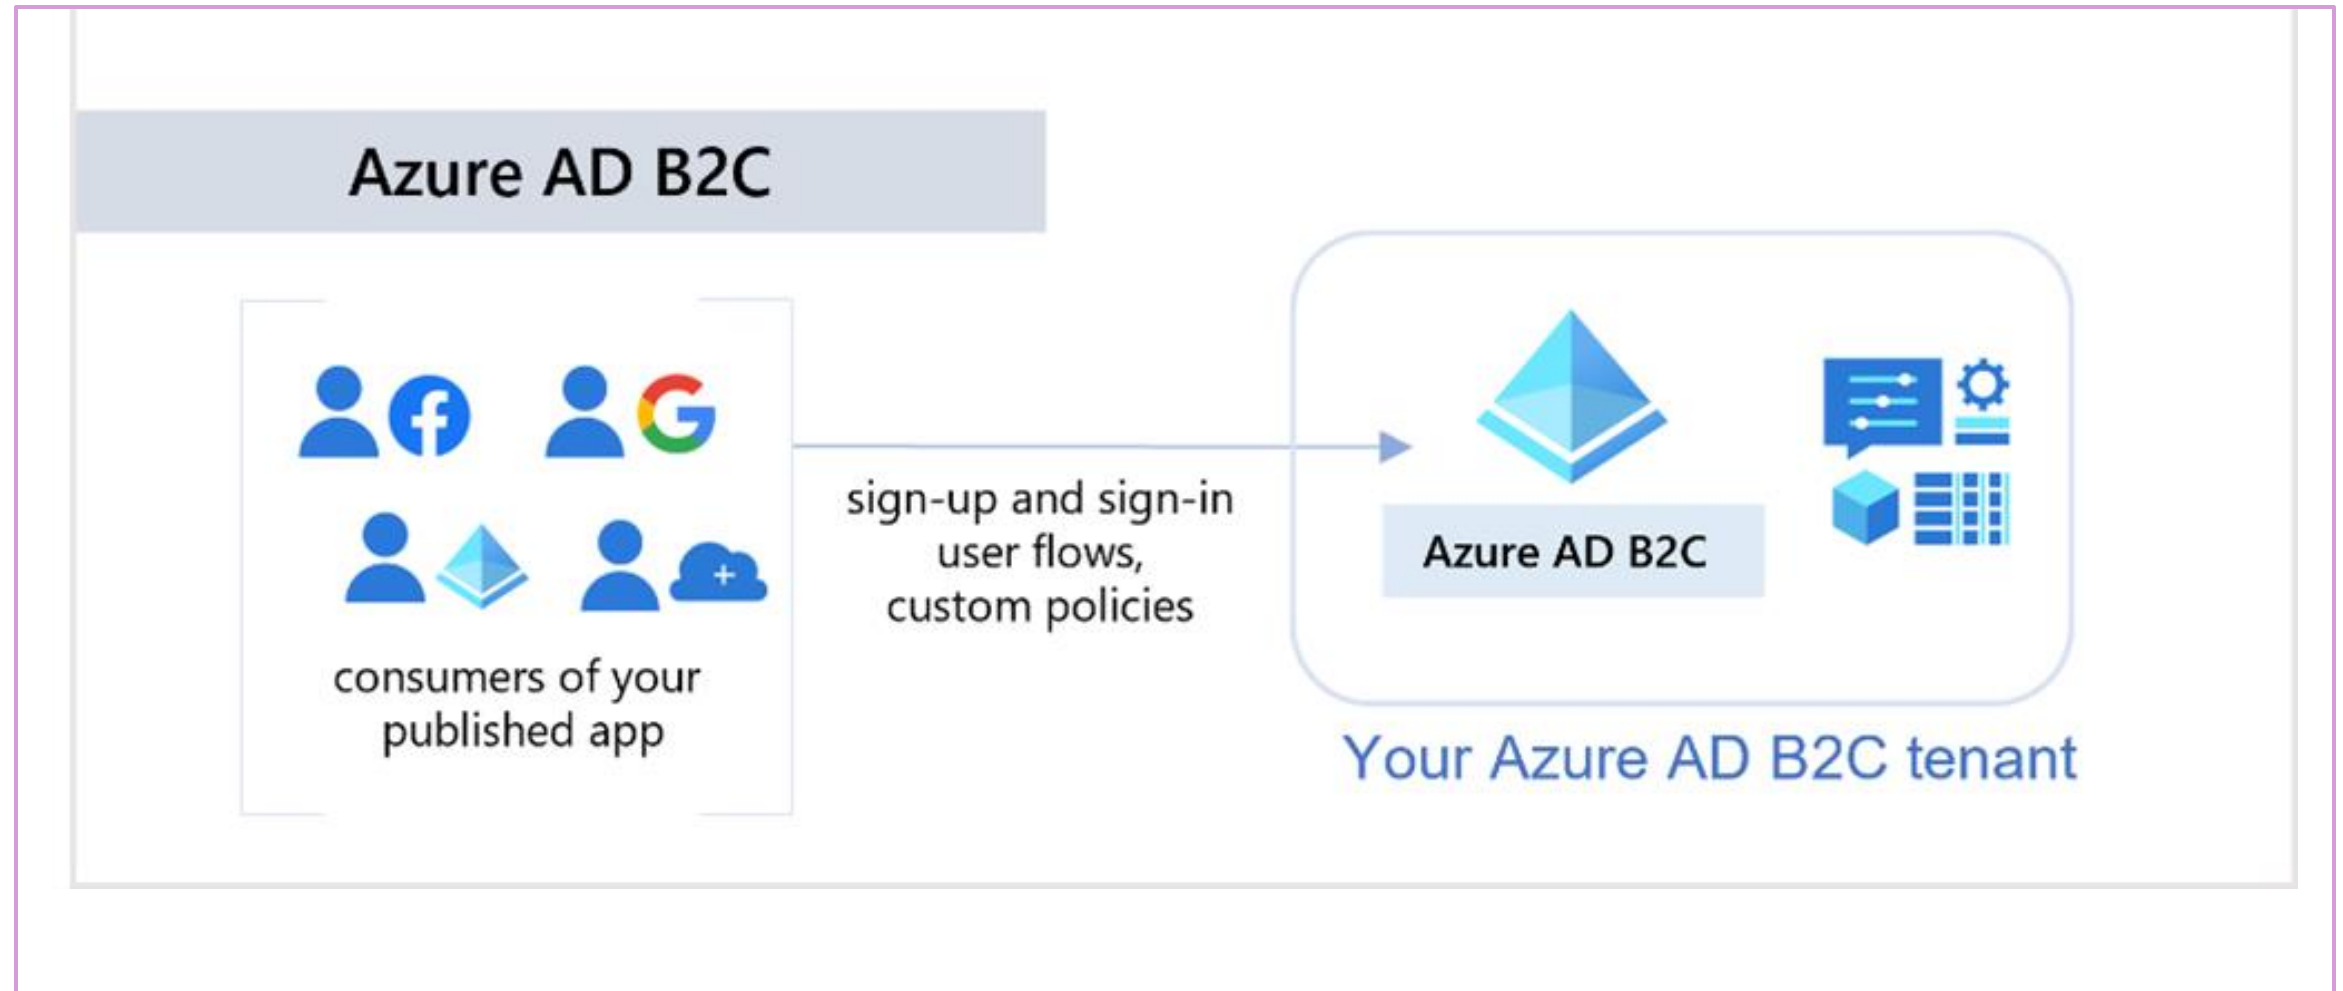 Azure AD B2C
sign-up and sign-in
user flows,
custom policies
Azure AD B2C
consumers of your
published app
Your Azure AD B2C tenant